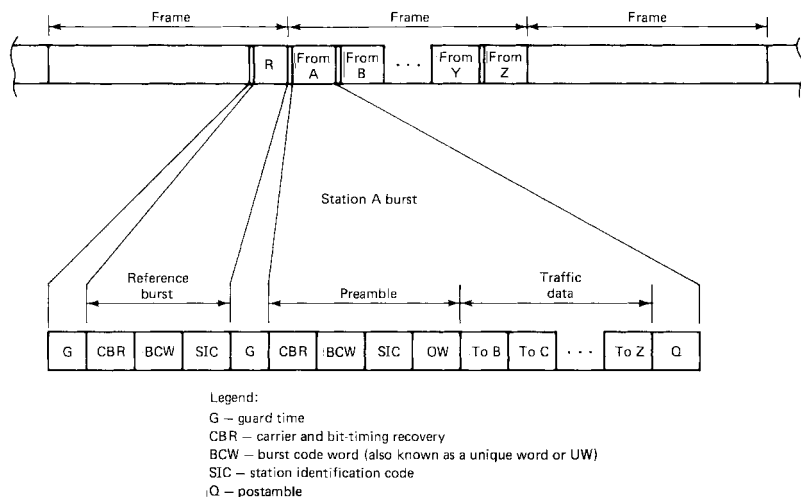 Frame Frame Frame
R From A From B · · · · From Y From Z
Station A burst
Reference burst Preamble Traffic data
G CBR BCW SIC G CBR BCW SIC OW To B To C · · · To Z Q
Legend:
G — guard time
CBR — carrier and bit-timing recovery
BCW — burst code word (also known as a unique word or UW)
SIC — station identification code
Q — postamble